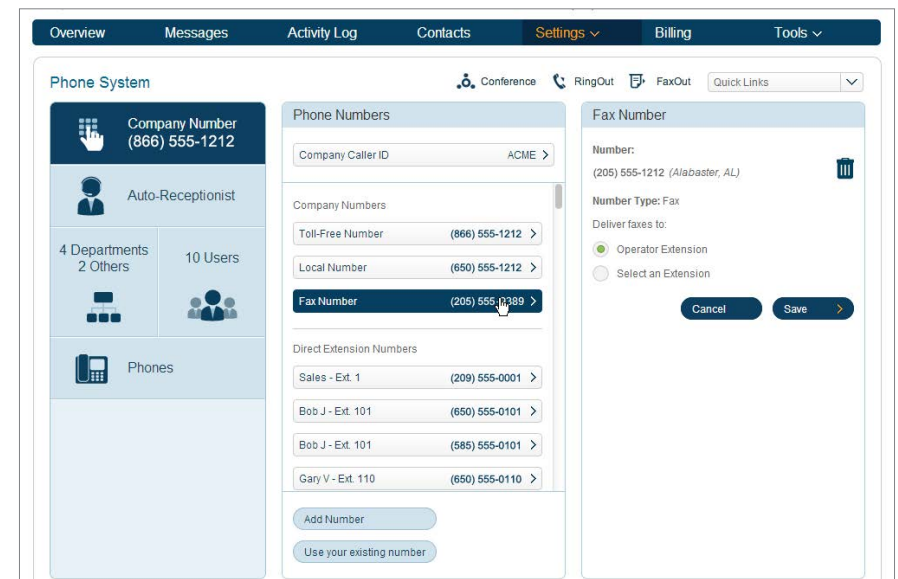 Overview Messages Activity Log Contacts Settings Billing Tools
Phone System
Conference RingOut FaxOut Quick Links
Company Number
(866) 555-1212
Auto-Receptionist
4 Departments
2 Others
10 Users
Phones
Phone Numbers
Company Caller ID ACME
Company Numbers
Toll-Free Number (866) 555-1212
Local Number (650) 555-1212
Fax Number (205) 555-2389
Direct Extension Numbers
Sales - Ext. 1 (209) 555-0001
Bob J - Ext. 101 (650) 555-0101
Bob J - Ext. 101 (585) 555-0101
Gary V - Ext. 110 (650) 555-0110
Add Number
Use your existing number
Fax Number
Number:
(205) 555-1212 (Alabaster, AL)
Number Type: Fax
Deliver faxes to:
Operator Extension
Select an Extension
Cancel Save